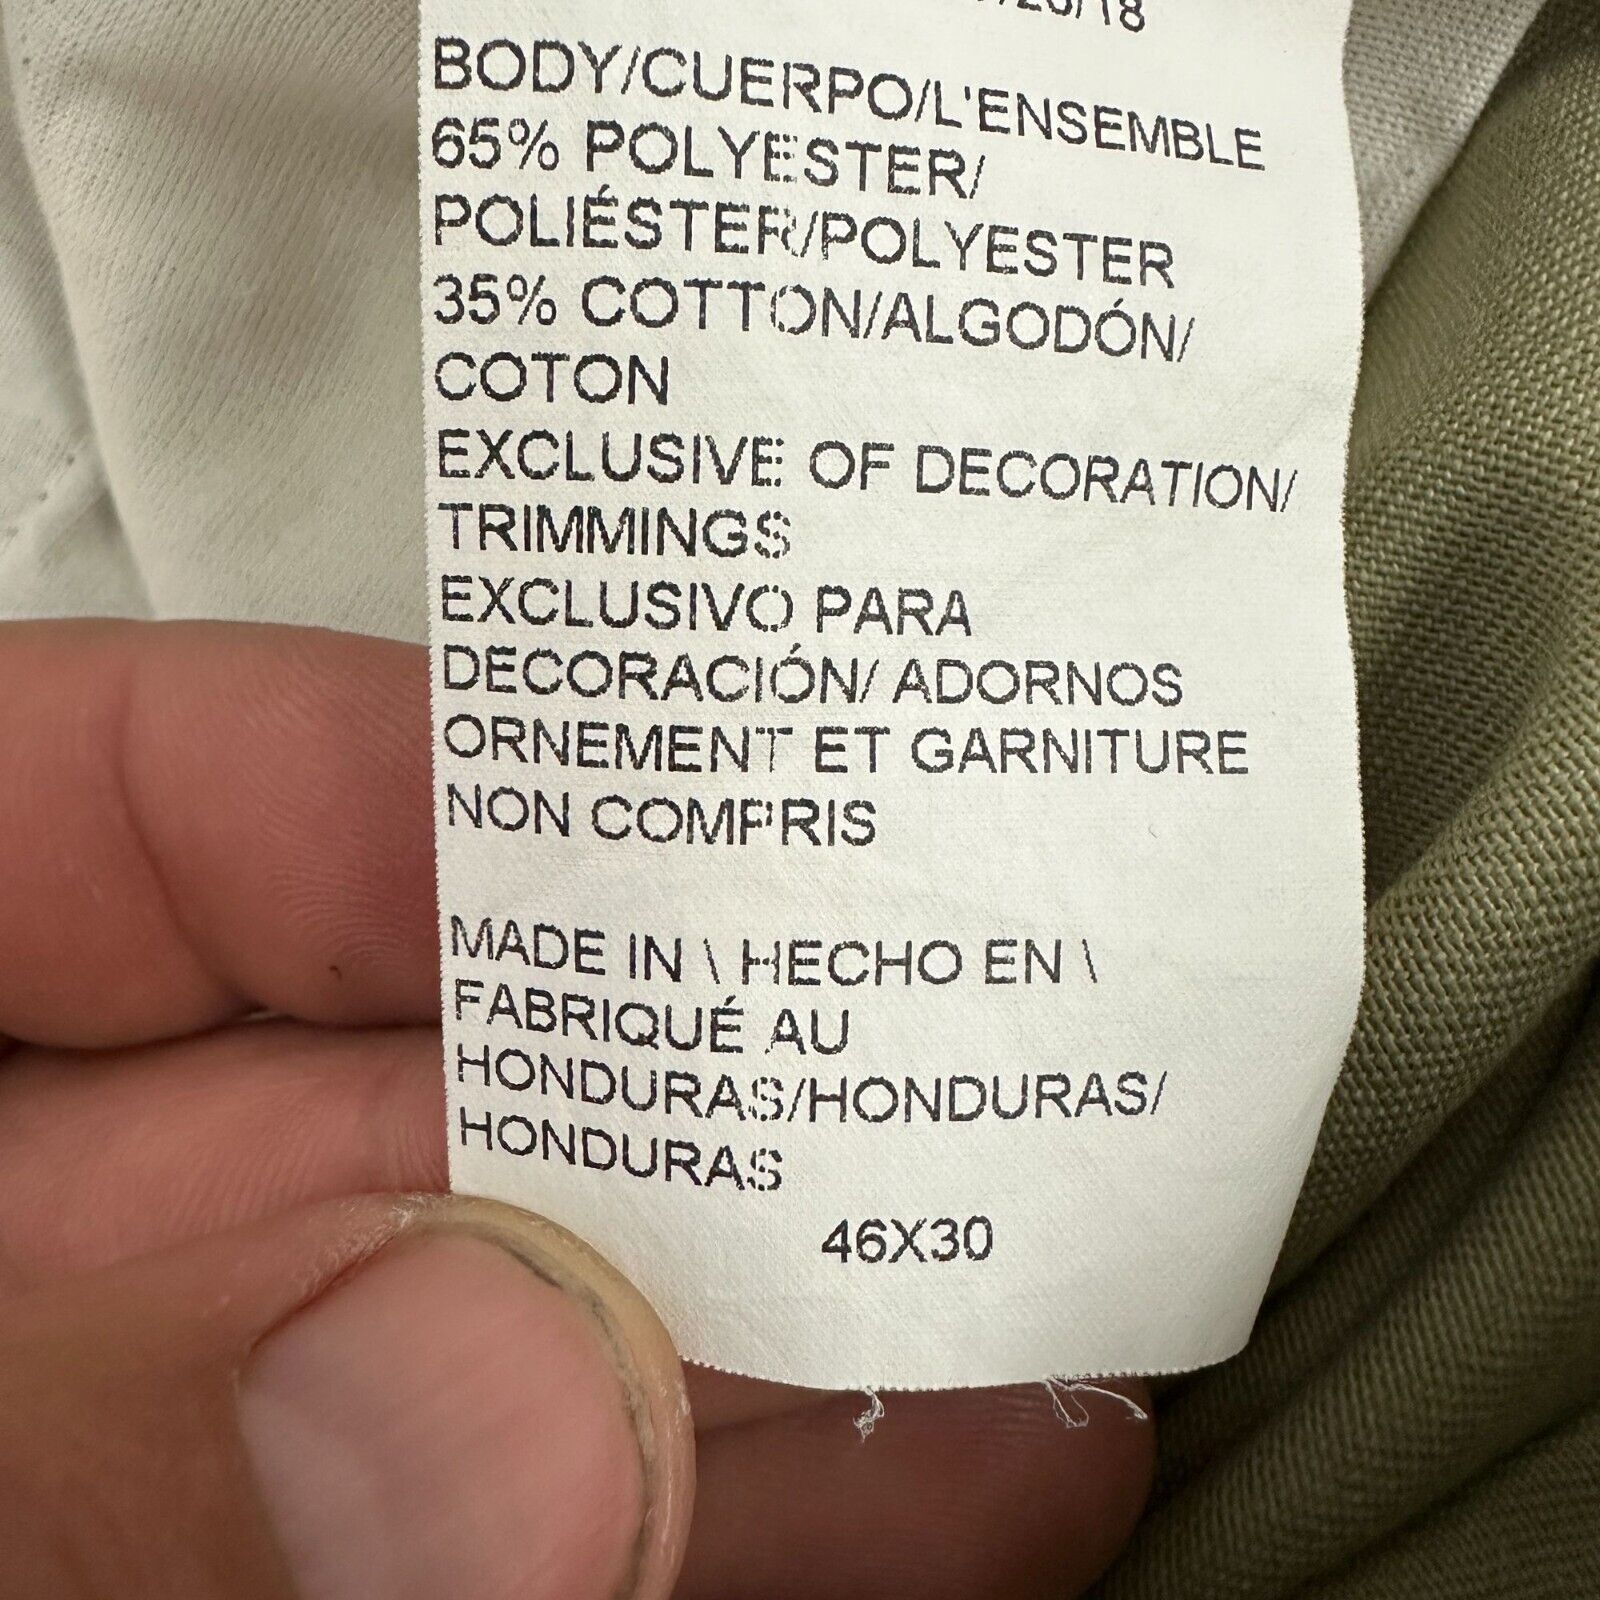 BODY/CUERPO/L'ENSEMBLE
65% POLYESTER/
POLIÉSTER/POLYESTER
35% COTTON/ALGODÓN/
COTON
EXCLUSIVE OF DECORATION/
TRIMMINGS
EXCLUSIVO PARA
DECORACIÓN/ ADORNOS
ORNEMENT ET GARNITURE
NON COMPRIS
MADE IN \ HECHO EN \
FABRIQUÉ AU
HONDURAS/HONDURAS/
HONDURAS
46X30